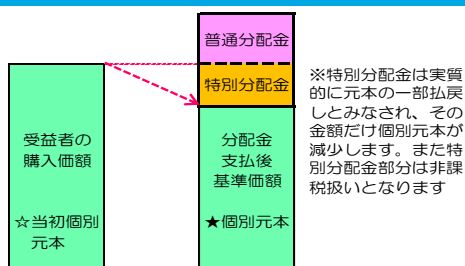 普通分配金
特別分配金
受益者の
購入価額
☆当初個別
元本
分配金
支払後
基準価額
★個別元本
※特別分配金は実質
的に元本の一部払戻
しとみなされ、その
金額だけ個別元本が
減少します。また特
別分配金部分は非課
税扱いとなります